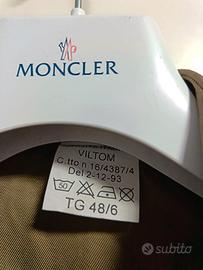 MONCLER
VILTOM
C.tto n 16/4387/4
Del 2-12-93
50
TG 48/6
subito